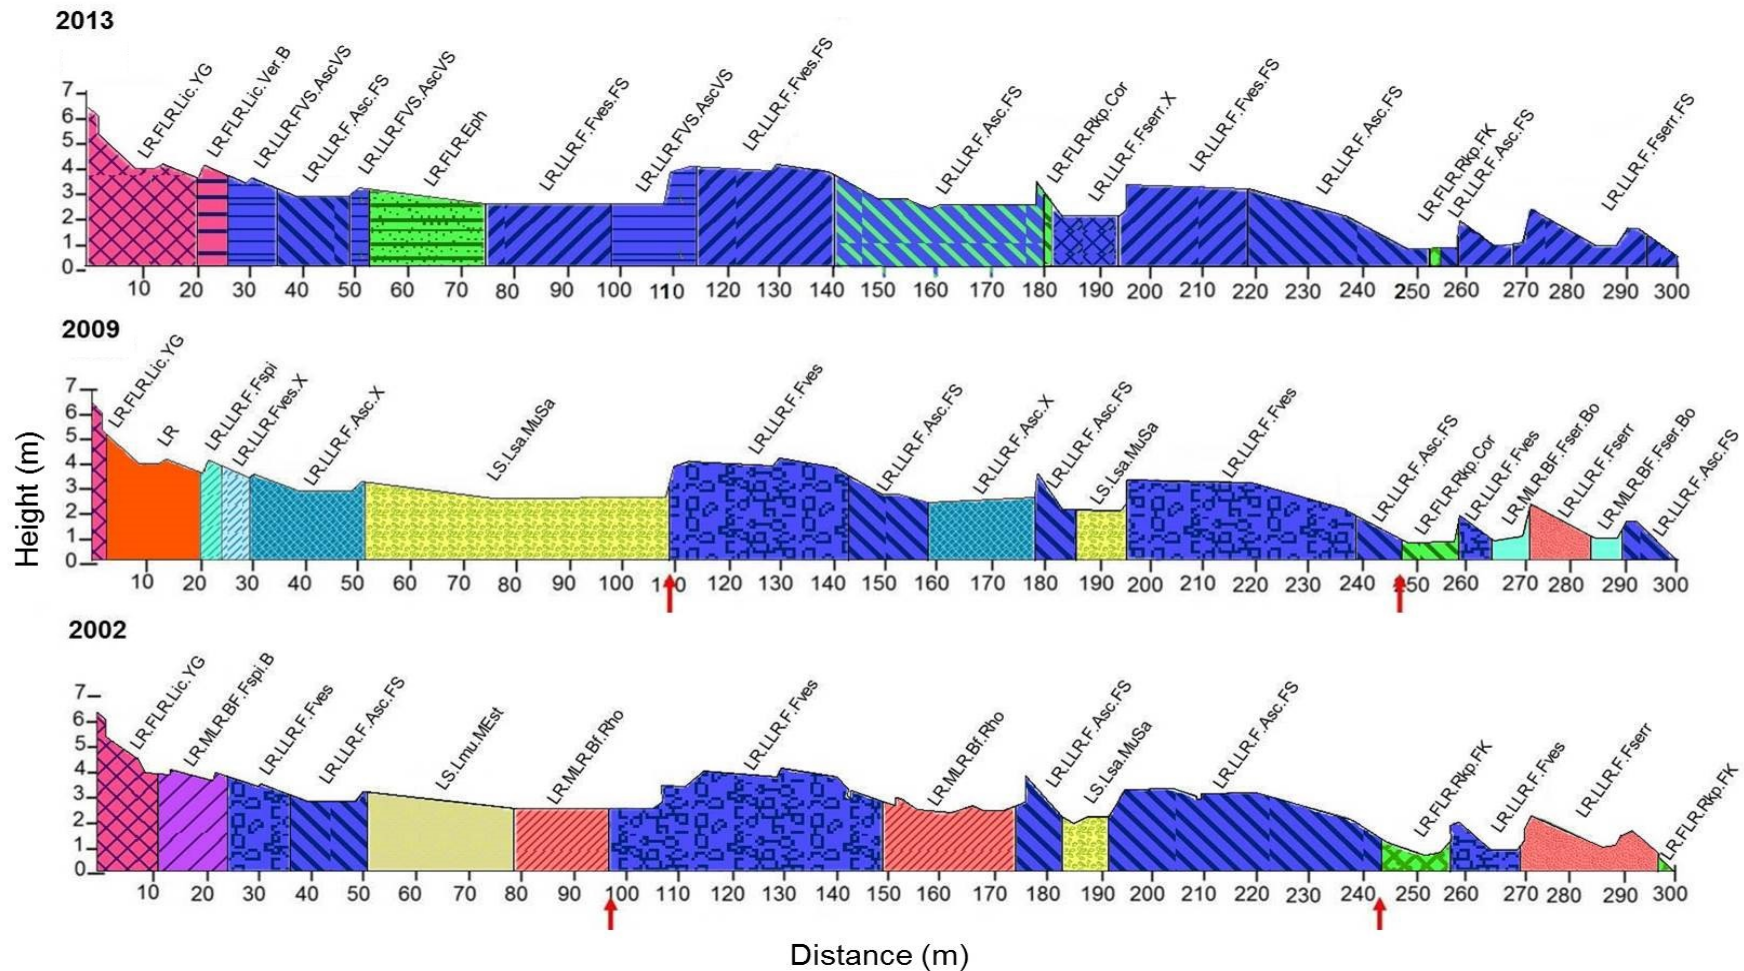 2013
LR.FLR.Lic.YG
LR.FLR.Lic.Ver.B
LR.LLR.FVS.AscVS
LR.LLR.F.Asc.FS
LR.LLR.FVS.AscVS
LR.FLR.Eph
LR.LLR.F.Fves.FS
LR.LLR.FVS.AscVS
LR.LLR.F.Fves.FS
LR.LLR.F.Asc.FS
LR.FLR.Rkp.Cor
LR.LLR.F.Fserr.X
LR.LLR.F.Fves.FS
LR.LLR.F.Asc.FS
LR.FLR.Rkp.FK
LR.LLR.F.Asc.FS
LR.LLR.F.Fserr.FS
7
6
5
4
3
2
1
0
10 20 30 40 50 60 70 80 90 100 110 120 130 140 150 160 170 180 190 200 210 220 230 240 250 260 270 280 290 300
2009
LR.FLR.Lic.YG
LR
LR.LLR.F.Fspi
LR.LLR.Fves.X
LR.LLR.F.Asc.X
LS.Lsa.MuSa
LR.LLR.F.Fves
LR.LLR.F.Asc.FS
LR.LLR.F.Asc.X
LR.LLR.F.Asc.FS
LS.Lsa.MuSa
LR.LLR.F.Fves
LR.LLR.F.Asc.FS
LR.FLR.Rkp.Cor
LR.LLR.F.Fves
LR.MLR.BF.Fser.Bo
LR.LLR.F.Fserr
LR.MLR.BF.Fser.Bo
LR.LLR.F.Asc.FS
7
6
5
4
3
2
1
0
10 20 30 40 50 60 70 80 90 100 110 120 130 140 150 160 170 180 190 200 210 220 230 240 250 260 270 280 290 300
Height (m)
2002
LR.FLR.Lic.YG
LR.MLR.BF.Fspi.B
LR.LLR.F.Fves
LR.LLR.F.Asc.FS
LS.Lmu.MEst
LR.MLR.Bf.Rho
LR.LLR.F.Fves
LR.MLR.Bf.Rho
LR.LLR.F.Asc.FS
LS.Lsa.MuSa
LR.LLR.F.Asc.FS
LR.FLR.Rkp.FK
LR.LLR.F.Fves
LR.LLR.F.Fserr
LR.FLR.Rkp.FK
7
6
5
4
3
2
1
0
10 20 30 40 50 60 70 80 90 100 110 120 130 140 150 160 170 180 190 200 210 220 230 240 250 260 270 280 290 300
Distance (m)